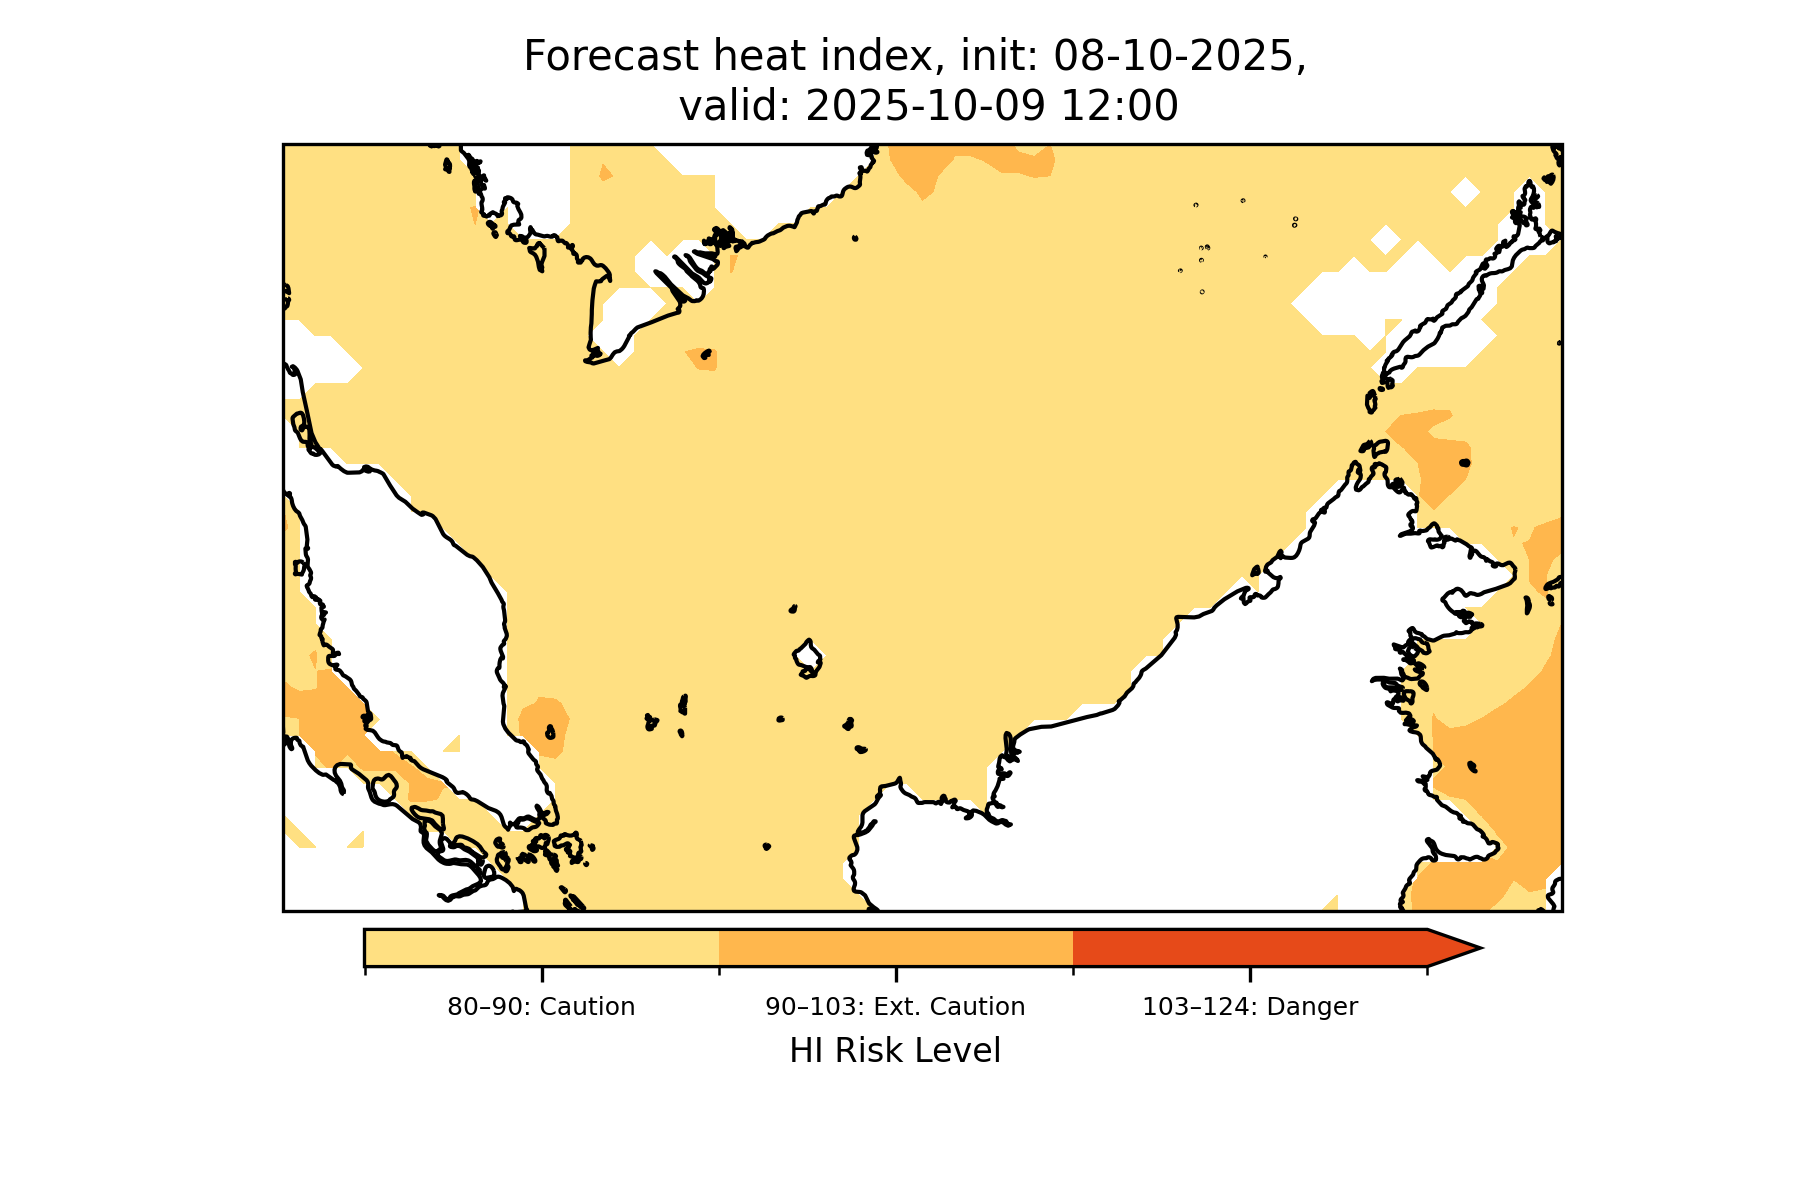 Forecast heat index, init: 08-10-2025,
valid: 2025-10-09 12:00
80–90: Caution
90–103: Ext. Caution
103–124: Danger
HI Risk Level